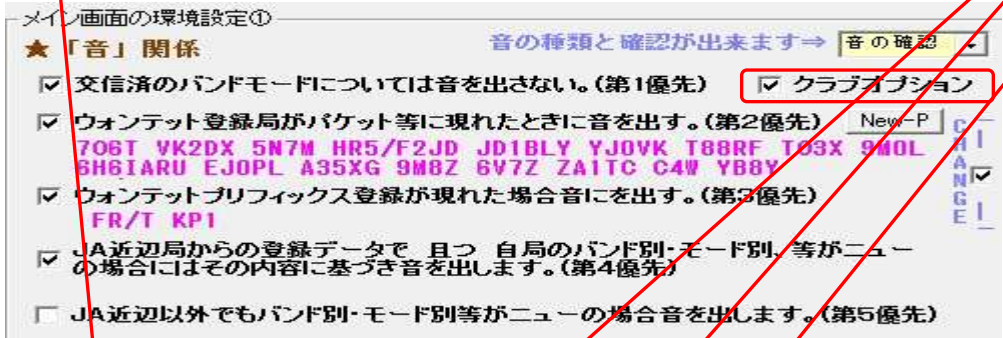 メイン画面の環境設定①
★「音」関係 音の種類と確認が出来ます⇒ 音の確認
交信済のバンドモードについては音を出さない。(第1優先) クラブオプション
ウォンテット登録局がパケット等に現れたときに音を出す。(第2優先) New-P
7O6T VK2DX 5N7M HR5/F2JD JD1BLY YJ0VK T88RF TO3X 9M0L
6H6IARU EJ0PL A35XG 9M8Z 6V7Z ZA1TC C4W YB8Y
CHANGE
ウォンテットプリフィックス登録が現れた場合音にを出す。(第3優先)
FR/T KP1
JA近辺局からの登録データで 且つ 自局のバンド別・モード別、等がニュー
の場合にはその内容に基づき音を出します。(第4優先)
JA近辺以外でもバンド別・モード別等がニューの場合音を出します。(第5優先)